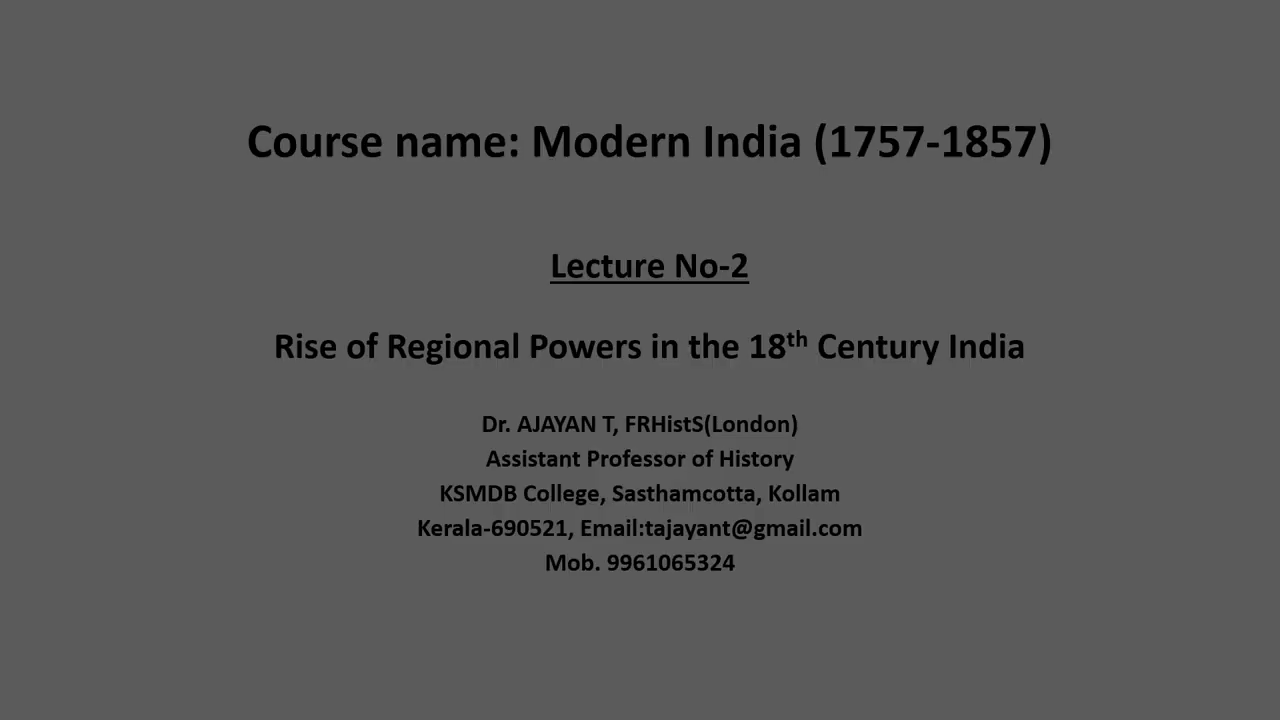 Course name: Modern India (1757-1857)
Lecture No-2
Rise of Regional Powers in the 18th Century India
Dr. AJAYAN T, FRHistS(London)
Assistant Professor of History
KSMDB College, Sasthamcotta, Kollam
Kerala-690521, Email:tajayant@gmail.com
Mob. 9961065324